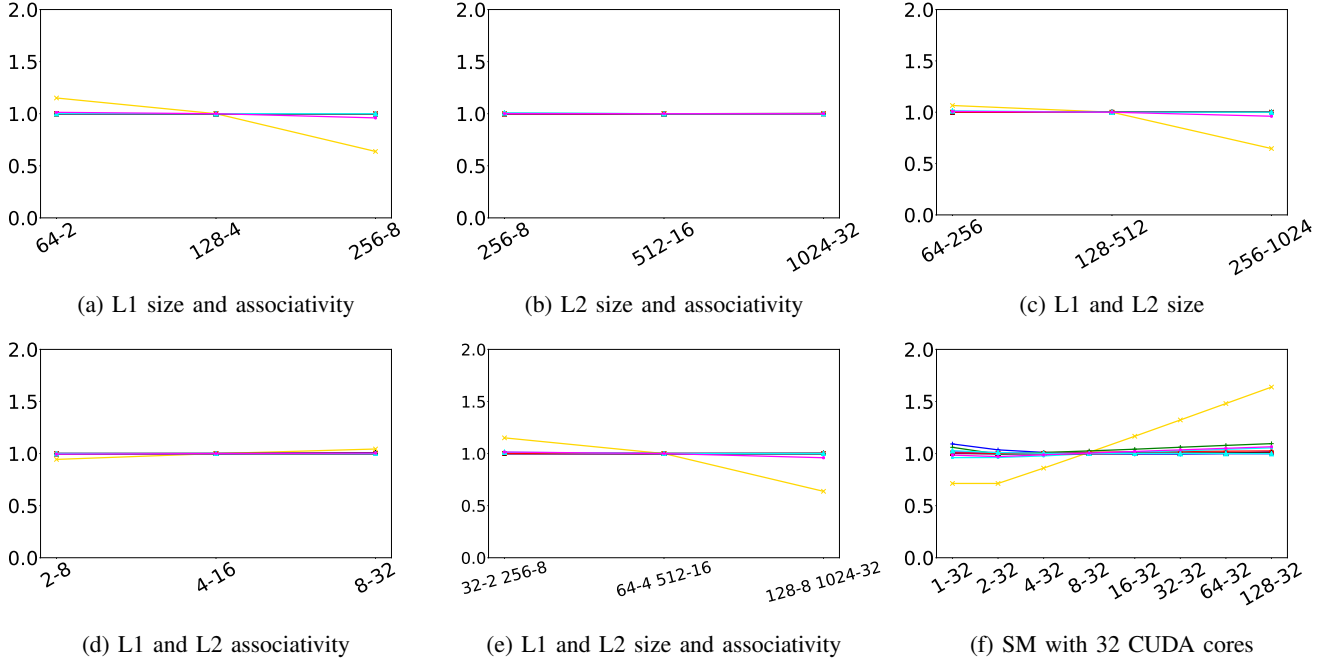 2.0
1.5
1.0
0.5
0.0
64-2 128-4 256-8
(a) L1 size and associativity
2.0
1.5
1.0
0.5
0.0
256-8 512-16 1024-32
(b) L2 size and associativity
2.0
1.5
1.0
0.5
0.0
64-256 128-512 256-1024
(c) L1 and L2 size
2.0
1.5
1.0
0.5
0.0
2-8 4-16 8-32
(d) L1 and L2 associativity
2.0
1.5
1.0
0.5
0.0
32-2 256-8 64-4 512-16 128-8 1024-32
(e) L1 and L2 size and associativity
2.0
1.5
1.0
0.5
0.0
1-32 2-32 4-32 8-32 16-32 32-32 64-32 128-32
(f) SM with 32 CUDA cores